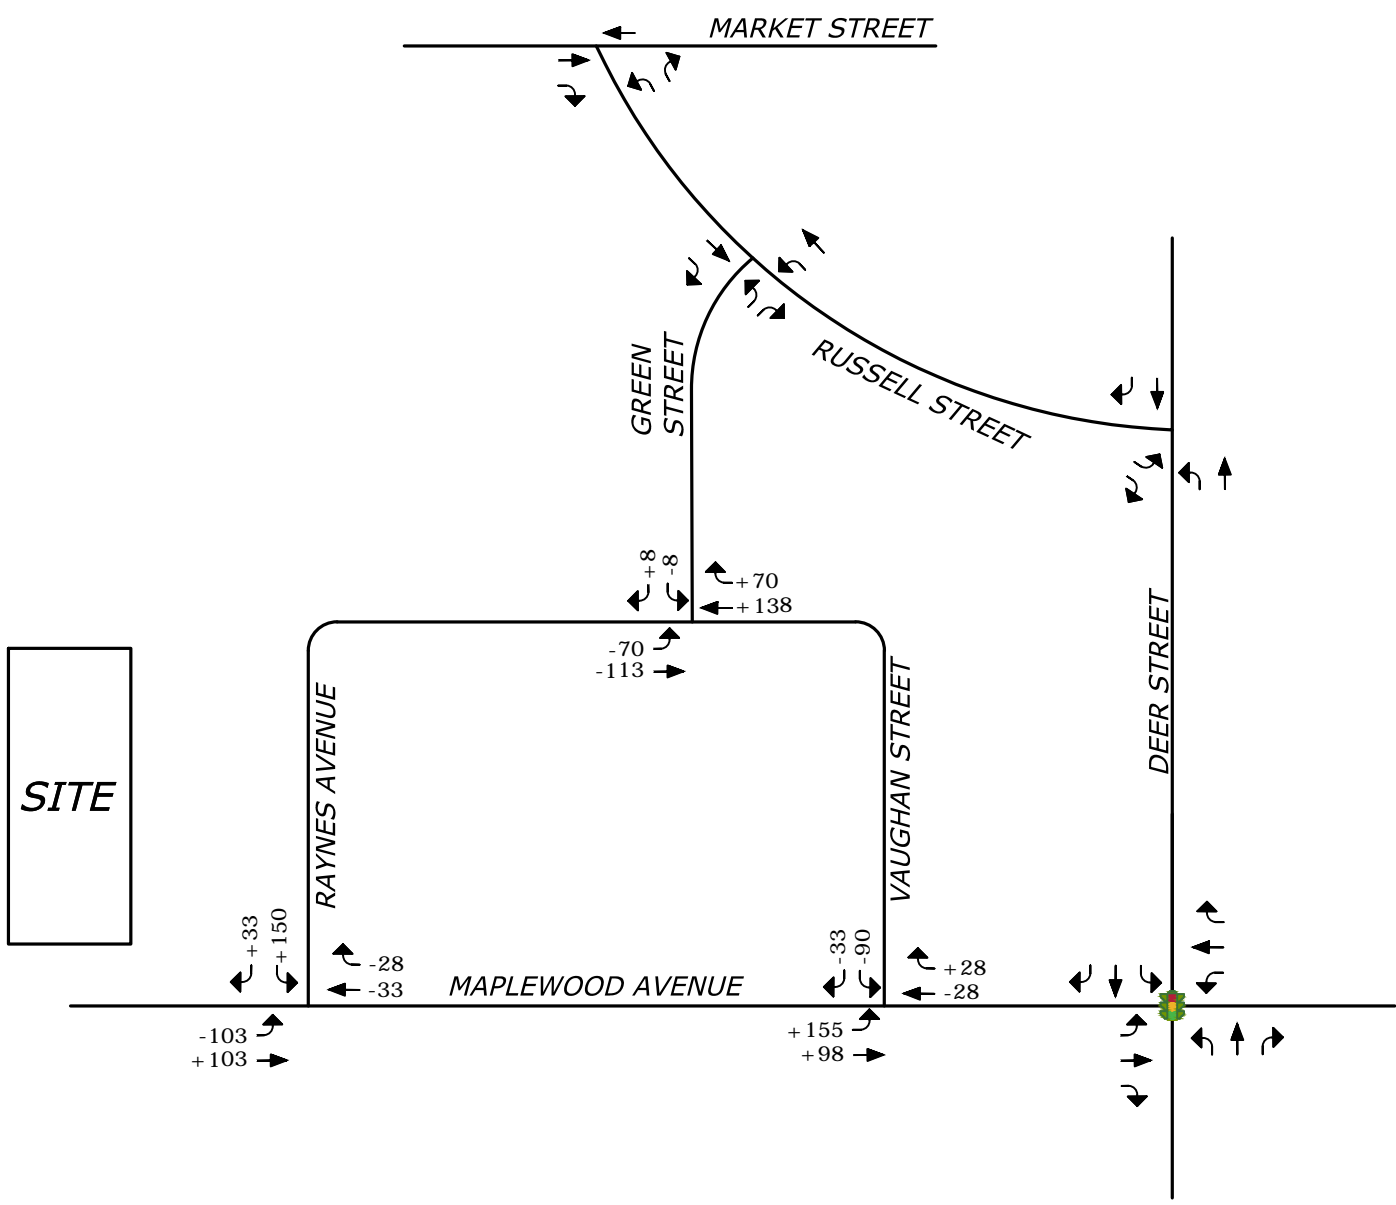 MARKET STREET
GREEN
STREET
RUSSELL STREET
+8
-8
+70
+138
-70
-113
SITE
RAYNES AVENUE
VAUGHAN STREET
DEER STREET
+33
+150
-28
-33
MAPLEWOOD AVENUE
-33
-90
+28
-28
-103
+103
+155
+98